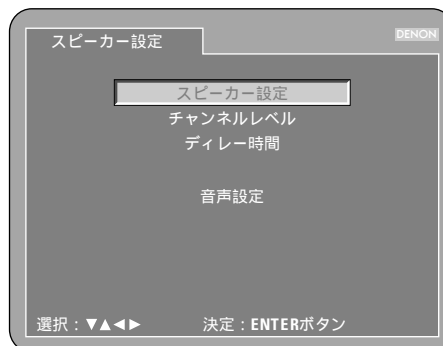 スピーカー設定
DENON
スピーカー設定
チャンネルレベル
ディレー時間
音声設定
選択：▼▲◀▶ 決定：ENTERボタン